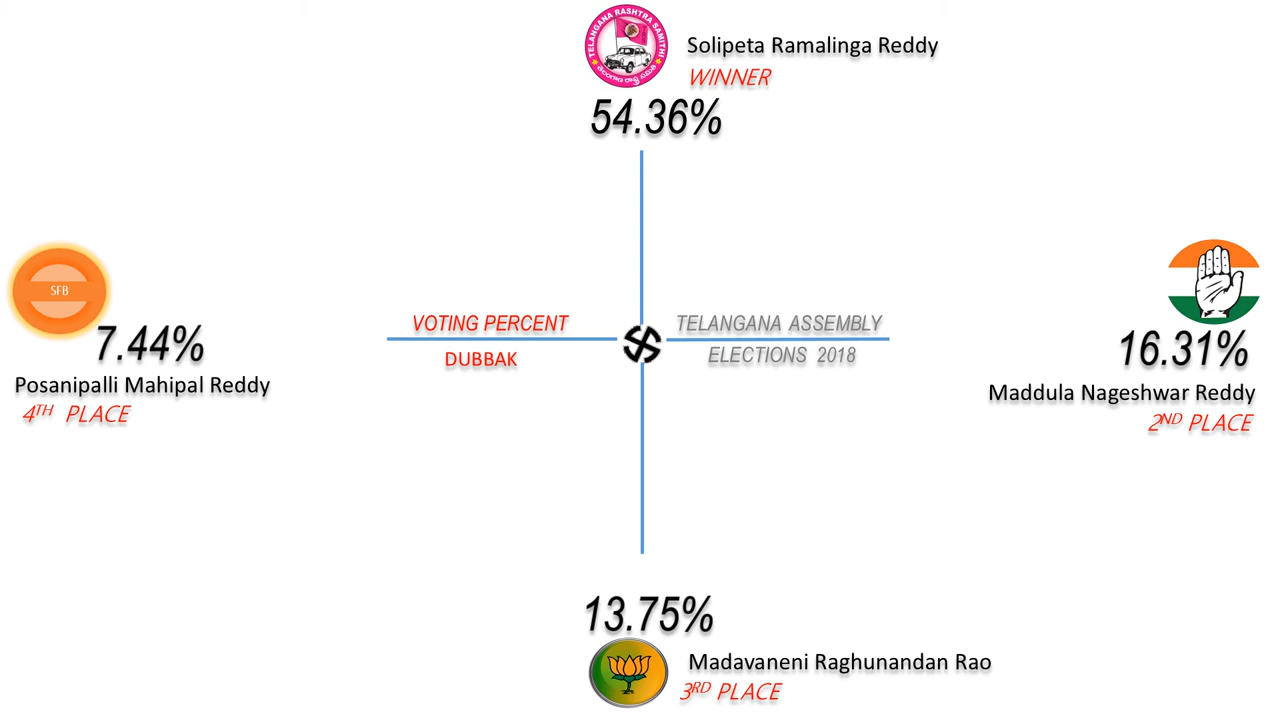 TELANGANA RASHTRA SAMITHI
తెలంగాణ రాష్ట్ర సమితి
Solipeta Ramalinga Reddy
WINNER
54.36%
SFB
7.44%
Posanipalli Mahipal Reddy
4TH PLACE
VOTING PERCENT
DUBBAK
TELANGANA ASSEMBLY
ELECTIONS 2018
16.31%
Maddula Nageshwar Reddy
2ND PLACE
13.75%
Madavaneni Raghunandan Rao
3RD PLACE